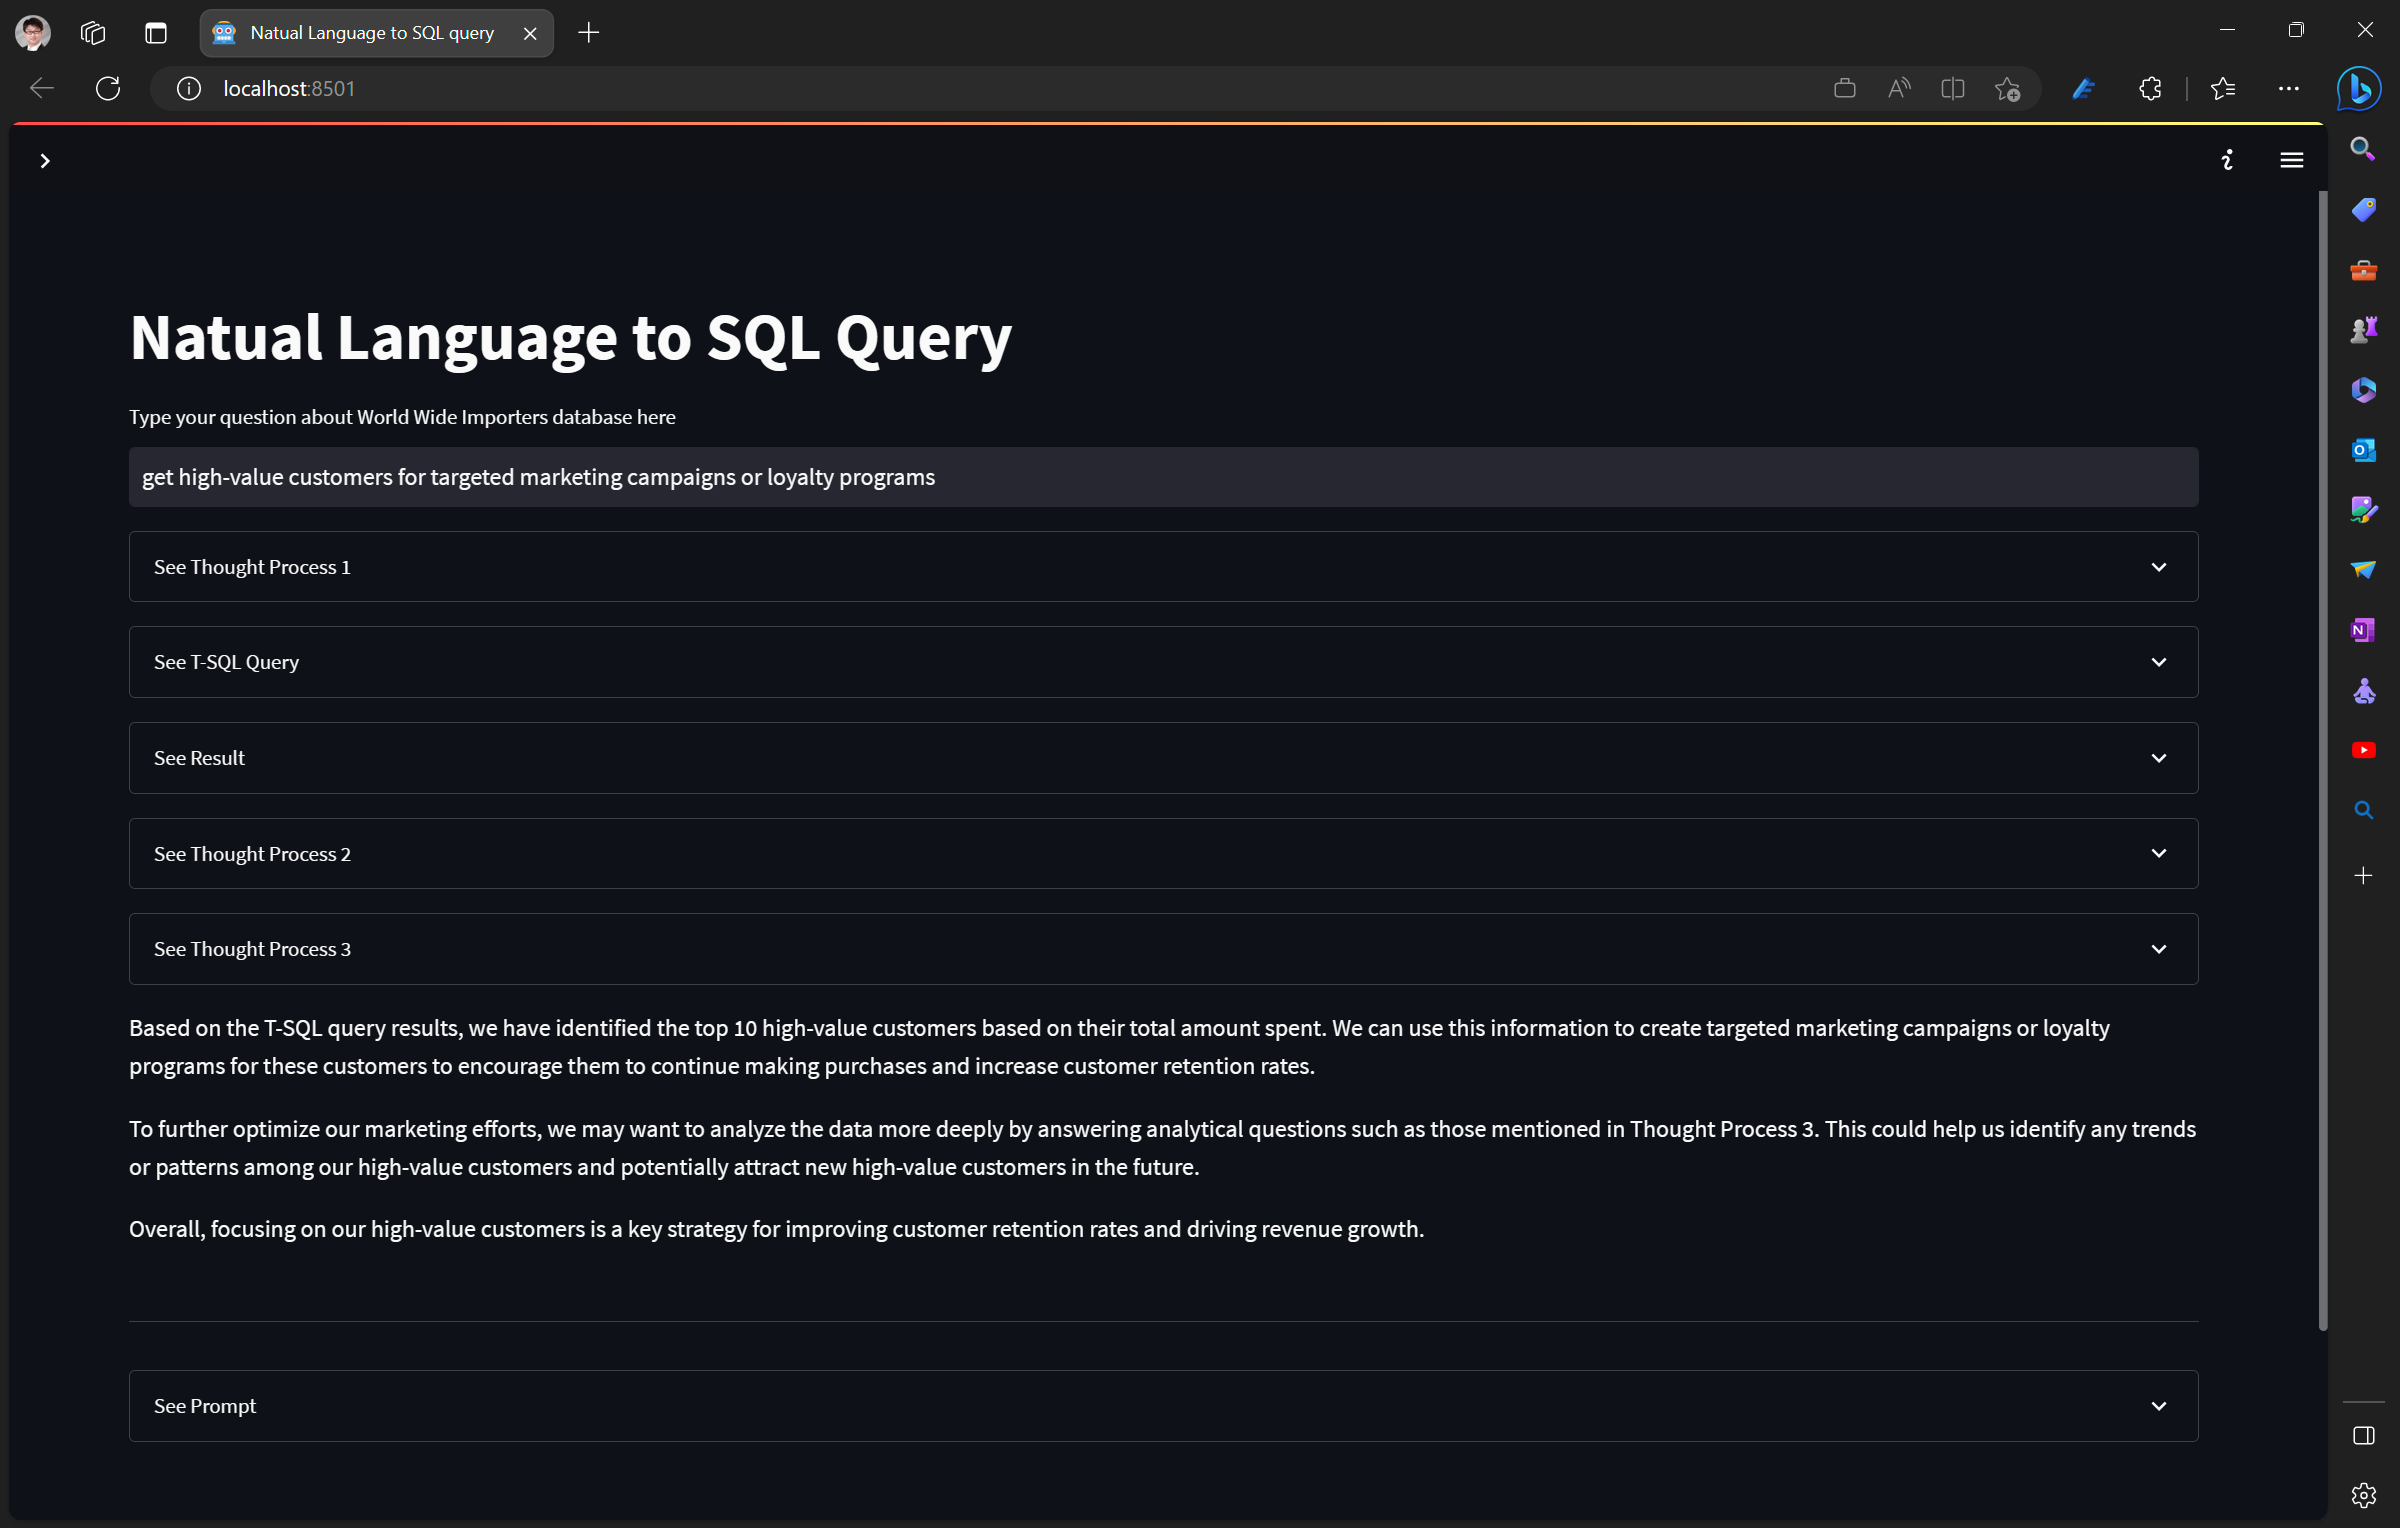 Natual Language to SQL query
localhost:8501
Natual Language to SQL Query
Type your question about World Wide Importers database here
get high-value customers for targeted marketing campaigns or loyalty programs
See Thought Process 1
See T-SQL Query
See Result
See Thought Process 2
See Thought Process 3
Based on the T-SQL query results, we have identified the top 10 high-value customers based on their total amount spent. We can use this information to create targeted marketing campaigns or loyalty
programs for these customers to encourage them to continue making purchases and increase customer retention rates.
To further optimize our marketing efforts, we may want to analyze the data more deeply by answering analytical questions such as those mentioned in Thought Process 3. This could help us identify any trends
or patterns among our high-value customers and potentially attract new high-value customers in the future.
Overall, focusing on our high-value customers is a key strategy for improving customer retention rates and driving revenue growth.
See Prompt